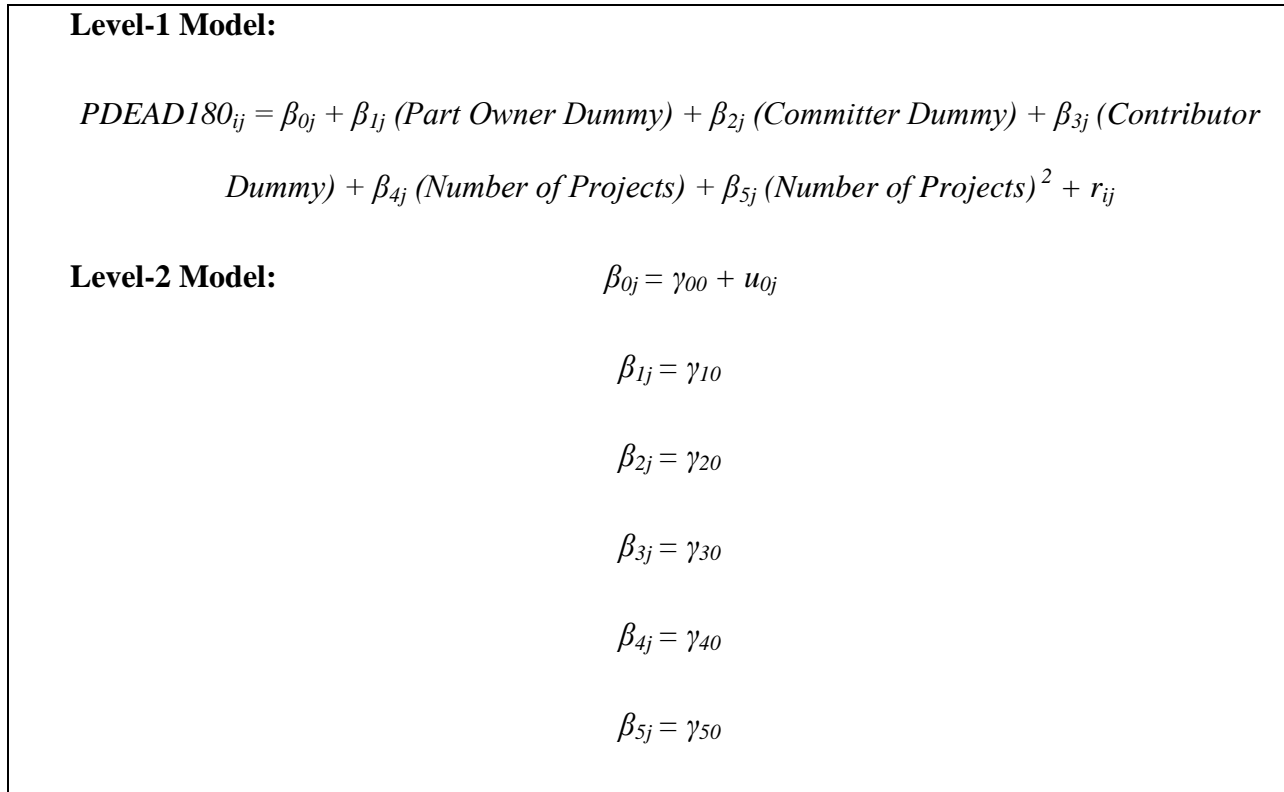 Level-1 Model:
PDEAD180ij = β0j + β1j (Part Owner Dummy) + β2j (Committer Dummy) + β3j (Contributor
Dummy) + β4j (Number of Projects) + β5j (Number of Projects)² + rij
Level-2 Model: β0j = γ00 + u0j
β1j = γ10
β2j = γ20
β3j = γ30
β4j = γ40
β5j = γ50